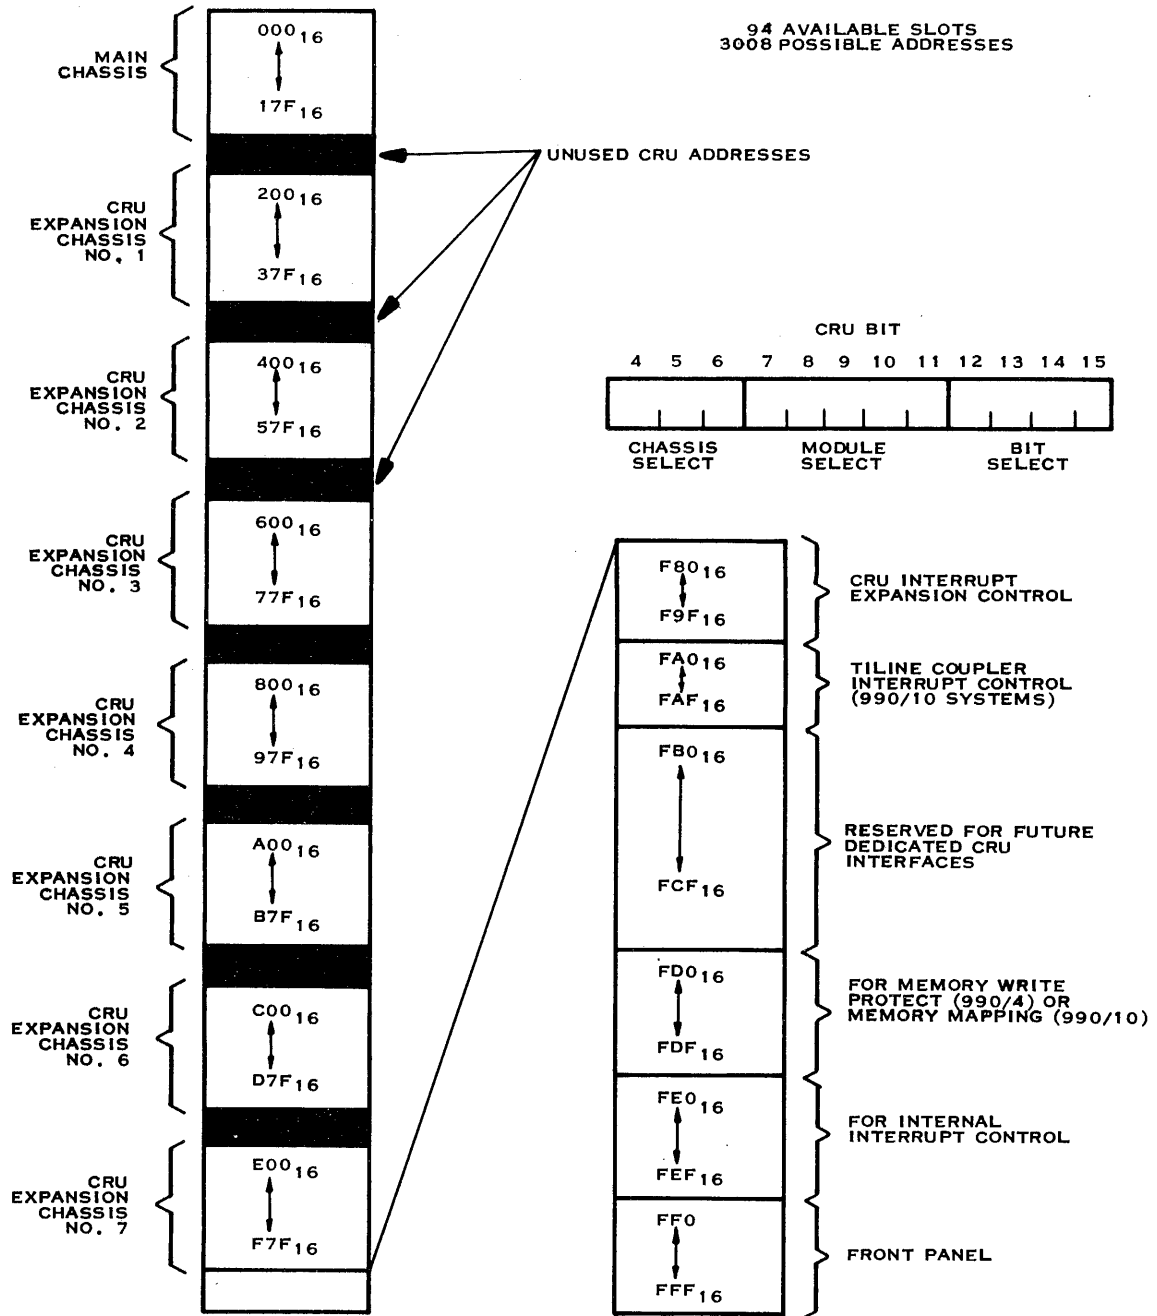 94 AVAILABLE SLOTS
3008 POSSIBLE ADDRESSES
MAIN
CHASSIS
000₁₆
17F₁₆
UNUSED CRU ADDRESSES
CRU
EXPANSION
CHASSIS
NO. 1
200₁₆
37F₁₆
CRU
EXPANSION
CHASSIS
NO. 2
400₁₆
57F₁₆
CRU
EXPANSION
CHASSIS
NO. 3
600₁₆
77F₁₆
CRU
EXPANSION
CHASSIS
NO. 4
800₁₆
97F₁₆
CRU
EXPANSION
CHASSIS
NO. 5
A00₁₆
B7F₁₆
CRU
EXPANSION
CHASSIS
NO. 6
C00₁₆
D7F₁₆
CRU
EXPANSION
CHASSIS
NO. 7
E00₁₆
F7F₁₆
CRU BIT
4 5 6 7 8 9 10 11 12 13 14 15
CHASSIS
SELECT
MODULE
SELECT
BIT
SELECT
F80₁₆
F9F₁₆
CRU INTERRUPT
EXPANSION CONTROL
FA0₁₆
FAF₁₆
TILINE COUPLER
INTERRUPT CONTROL
(990/10 SYSTEMS)
FB0₁₆
FCF₁₆
RESERVED FOR FUTURE
DEDICATED CRU
INTERFACES
FD0₁₆
FDF₁₆
FOR MEMORY WRITE
PROTECT (990/4) OR
MEMORY MAPPING (990/10)
FE0₁₆
FEF₁₆
FOR INTERNAL
INTERRUPT CONTROL
FF0
FFF₁₆
FRONT PANEL